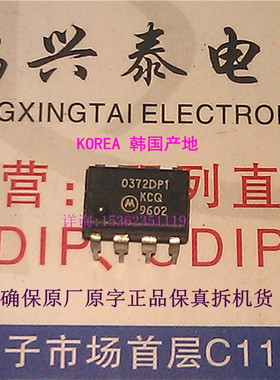 兴泰电
NGXINGTAI ELECTRON
KOREA 韩国产地
营：
列直
0372DP1
KCQ
9602
详询:15362351119
DIP
DIP
确保原厂原字正品保真拆机货
子市场首层C11